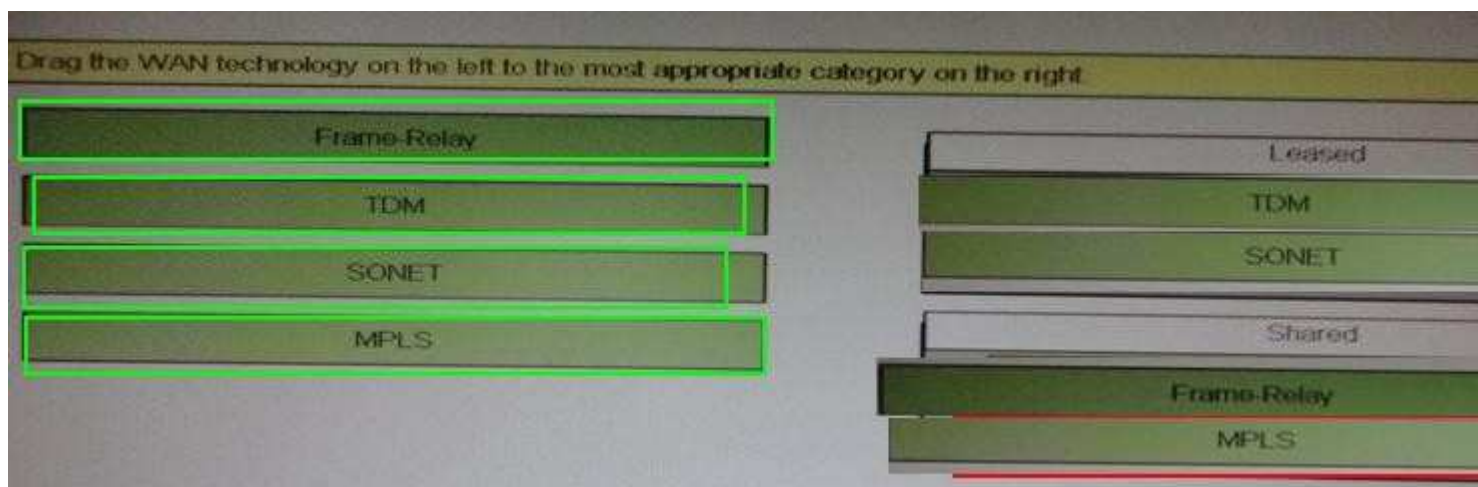 Drag the WAN technology on the left to the most appropriate category on the right
Frame-Relay
TDM
SONET
MPLS
Leased
TDM
SONET
Shared
Frame-Relay
MPLS